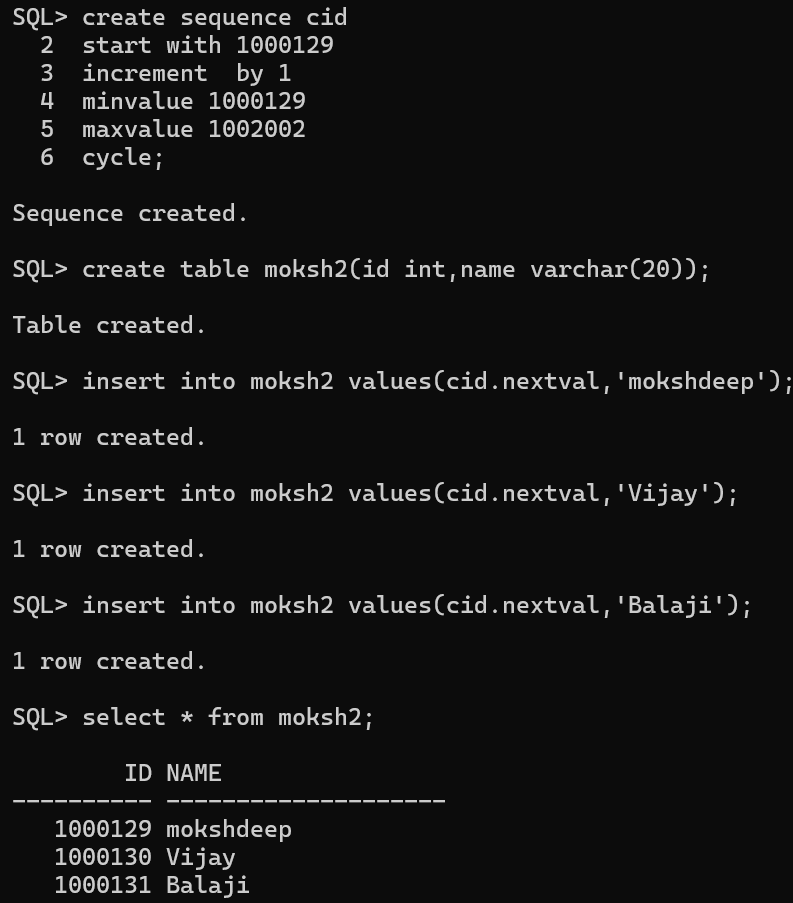 SQL> create sequence cid
  2  start with 1000129
  3  increment  by 1
  4  minvalue 1000129
  5  maxvalue 1002002
  6  cycle;
Sequence created.
SQL> create table moksh2(id int,name varchar(20));
Table created.
SQL> insert into moksh2 values(cid.nextval,'mokshdeep');
1 row created.
SQL> insert into moksh2 values(cid.nextval,'Vijay');
1 row created.
SQL> insert into moksh2 values(cid.nextval,'Balaji');
1 row created.
SQL> select * from moksh2;
        ID NAME
---------- --------------------
   1000129 mokshdeep
   1000130 Vijay
   1000131 Balaji